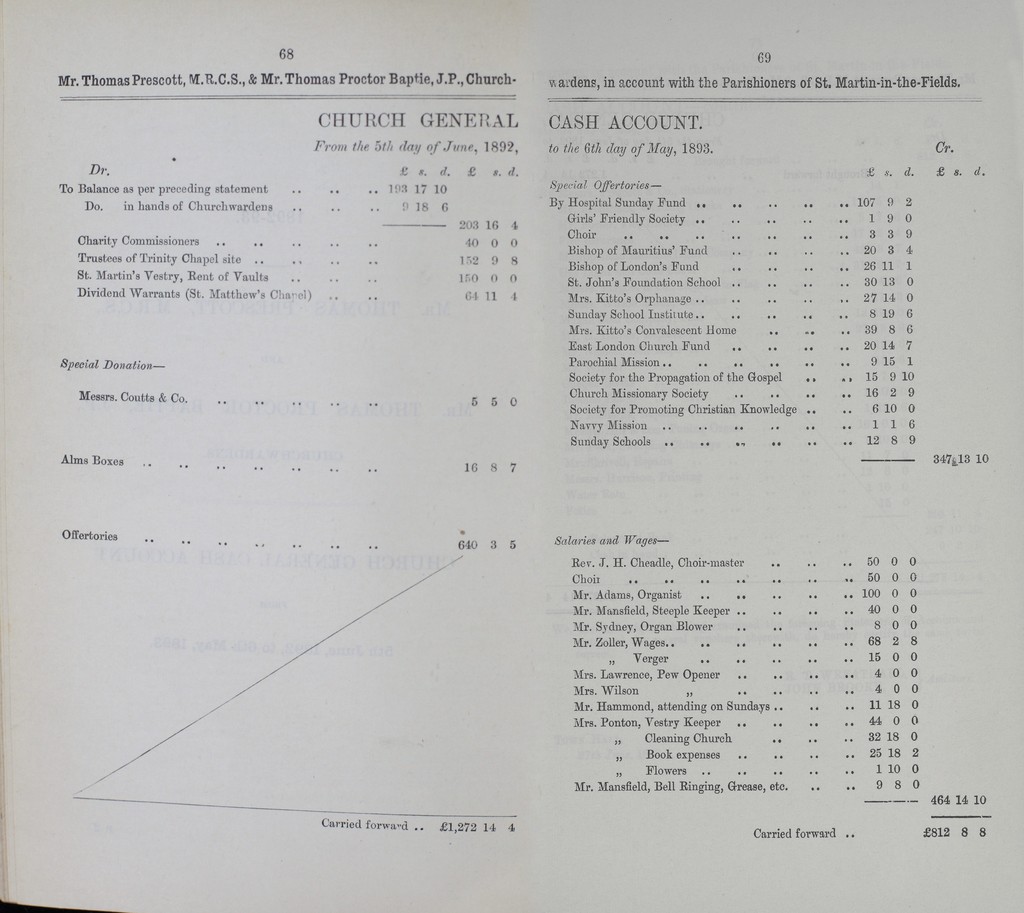 68
Mr. Thomas Prescott, M.R.C.S., & Mr. Thomas Proctor Baptie, J.P., Church-
CHURCH GENERAL
From the 5th day of June, 1892,
Dr. £ s. d. £ s. d.
To Balance as per preceding statement .. .. .. 193 17 10
Do. in hands of Churchwardens .. .. .. 9 18 6
203 16 4
Charity Commissioners .. .. .. .. .. 40 0 0
Trustees of Trinity Chapel site .. .. .. .. 152 9 8
St. Martin's Vestry, Rent of Vaults .. .. .. 150 0 0
Dividend Warrants (St. Matthew's Chapel) .. .. 64 11 4
Special Donation—
Messrs. Coutts & Co. .. .. .. .. .. 5 5 0
Alms Boxes .. .. .. .. .. .. .. 16 8 7
Offertories .. .. .. .. .. .. .. 640 3 5
Carried forward .. £1,272 14 4
69
wardens, in account with the Parishioners of St. Martin-in-the-Fields.
CASH ACCOUNT.
to the 6th day of May, 1893. Cr.
£ s. d. £ s. d.
Special Offertories—
By Hospital Sunday Fund .. .. .. .. .. 107 9 2
Girls' Friendly Society .. .. .. .. .. 1 9 0
Choir .. .. .. .. .. .. .. 3 3 9
Bishop of Mauritius' Fund .. .. .. .. 20 3 4
Bishop of London's Fund .. .. .. .. 26 11 1
St. John's Foundation School .. .. .. .. 30 13 0
Mrs. Kitto's Orphanage .. .. .. .. .. 27 14 0
Sunday School Institute .. .. .. .. .. 8 19 6
Mrs. Kitto's Convalescent Home .. .. .. 39 8 6
East London Church Fund .. .. .. .. 20 14 7
Parochial Mission .. .. .. .. .. .. 9 15 1
Society for the Propagation of the Gospel .. .. 15 9 10
Church Missionary Society .. .. .. .. 16 2 9
Society for Promoting Christian Knowledge .. .. 6 10 0
Navvy Mission .. .. .. .. .. .. 1 1 6
Sunday Schools .. .. .. .. .. .. 12 8 9
347 13 10
Salaries and Wages—
Rev. J. H. Cheadle, Choir-master .. .. .. 50 0 0
Choir .. .. .. .. .. .. .. 50 0 0
Mr. Adams, Organist .. .. .. .. .. 100 0 0
Mr. Mansfield, Steeple Keeper .. .. .. .. 40 0 0
Mr. Sydney, Organ Blower .. .. .. .. 8 0 0
Mr. Zoller, Wages .. .. .. .. .. .. 68 2 8
„ Verger .. .. .. .. .. 15 0 0
Mrs. Lawrence, Pew Opener .. .. .. .. 4 0 0
Mrs. Wilson „ .. .. .. .. 4 0 0
Mr. Hammond, attending on Sundays .. .. .. 11 18 0
Mrs. Ponton, Vestry Keeper .. .. .. .. 44 0 0
„ Cleaning Church .. .. .. 32 18 0
„ Book expenses .. .. .. .. 25 18 2
„ Flowers .. .. .. .. .. 1 10 0
Mr. Mansfield, Bell Ringing, Grease, etc. .. .. 9 8 0
464 14 10
Carried forward .. £812 8 8